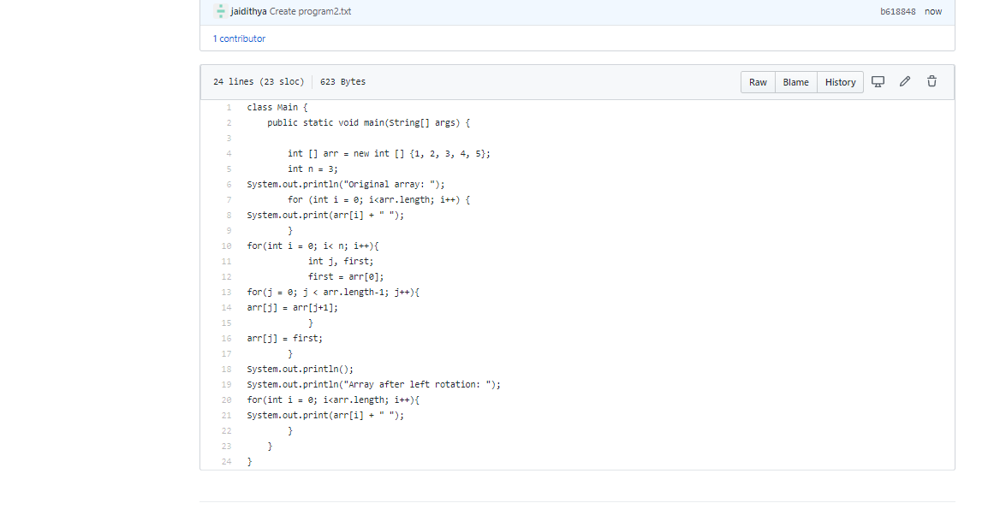 jaidithya Create program2.txt b618848 now
1 contributor
24 lines (23 sloc) 623 Bytes Raw Blame History
1 class Main {
2 public static void main(String[] args) {
3
4 int [] arr = new int [] {1, 2, 3, 4, 5};
5 int n = 3;
6 System.out.println("Original array: ");
7 for (int i = 0; i<arr.length; i++) {
8 System.out.print(arr[i] + " ");
9 }
10 for(int i = 0; i< n; i++){
11 int j, first;
12 first = arr[0];
13 for(j = 0; j < arr.length-1; j++){
14 arr[j] = arr[j+1];
15 }
16 arr[j] = first;
17 }
18 System.out.println();
19 System.out.println("Array after left rotation: ");
20 for(int i = 0; i<arr.length; i++){
21 System.out.print(arr[i] + " ");
22 }
23 }
24 }